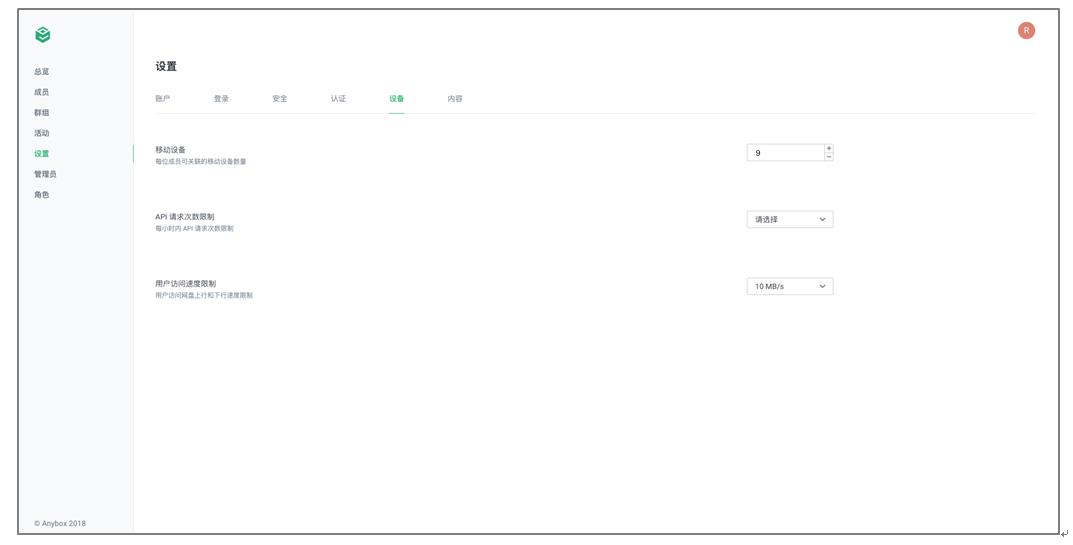 R
设置
总览
成员
群组
活动
设置
管理员
角色
账户 登录 安全 认证 设备 内容
移动设备
每位成员可关联的移动设备数量
9
API 请求次数限制
每小时内 API 请求次数限制
请选择
用户访问速度限制
用户访问网盘上行和下行速度限制
10 MB/s
© Anybox 2018